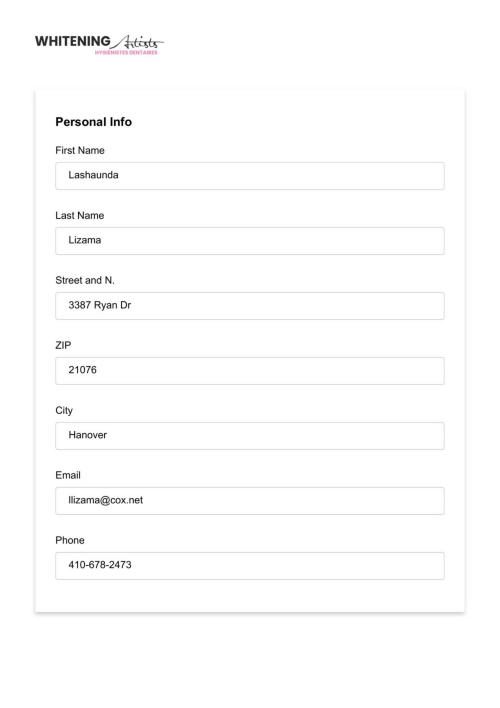 WHITENING Artists
HYGIÉNISTES DENTAIRES
Personal Info
First Name
Lashaunda
Last Name
Lizama
Street and N.
3387 Ryan Dr
ZIP
21076
City
Hanover
Email
llizama@cox.net
Phone
410-678-2473